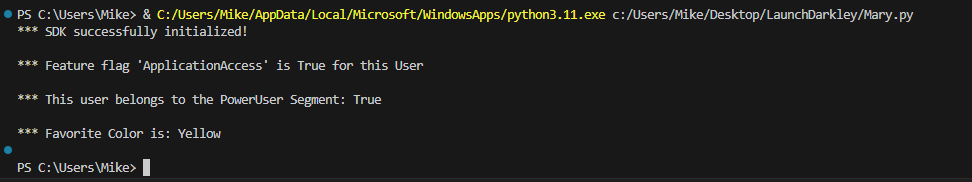 PS C:\Users\Mike> & C:/Users/Mike/AppData/Local/Microsoft/WindowsApps/python3.11.exe c:/Users/Mike/Desktop/LaunchDarkley/Mary.py
*** SDK successfully initialized!
*** Feature flag 'ApplicationAccess' is True for this User
*** This user belongs to the PowerUser Segment: True
*** Favorite Color is: Yellow
PS C:\Users\Mike>